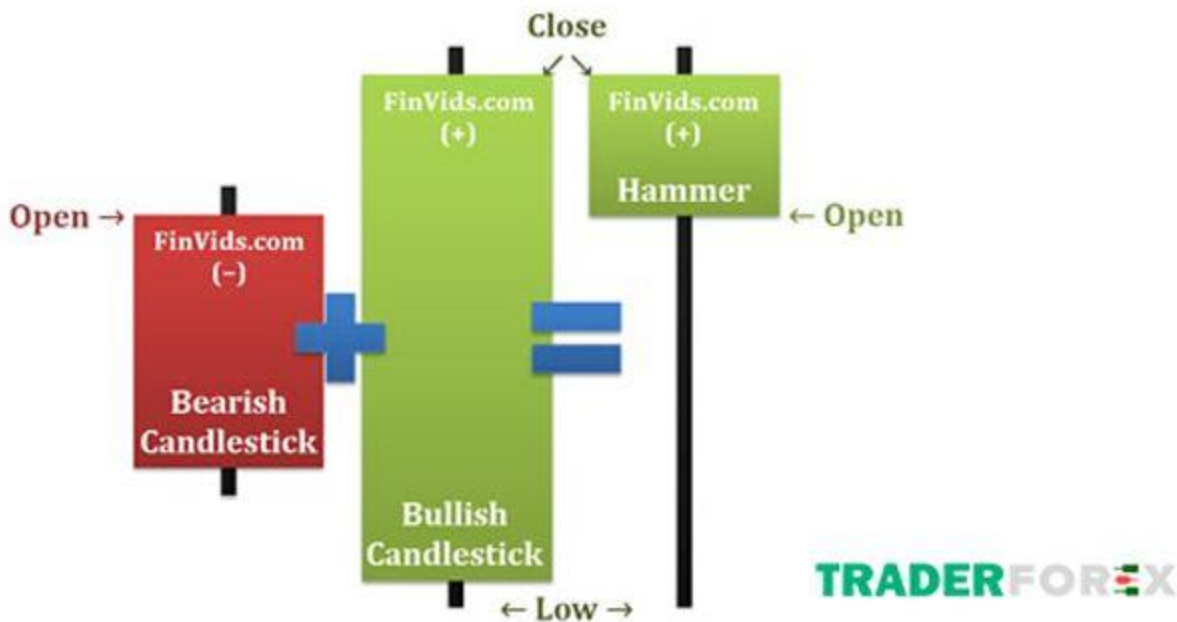 Close
↙ ↘
FinVids.com
(+)
FinVids.com
(+)
Hammer
Open →
← Open
FinVids.com
(−)
Bearish
Candlestick
Bullish
Candlestick
← Low →
TRADERFOREX